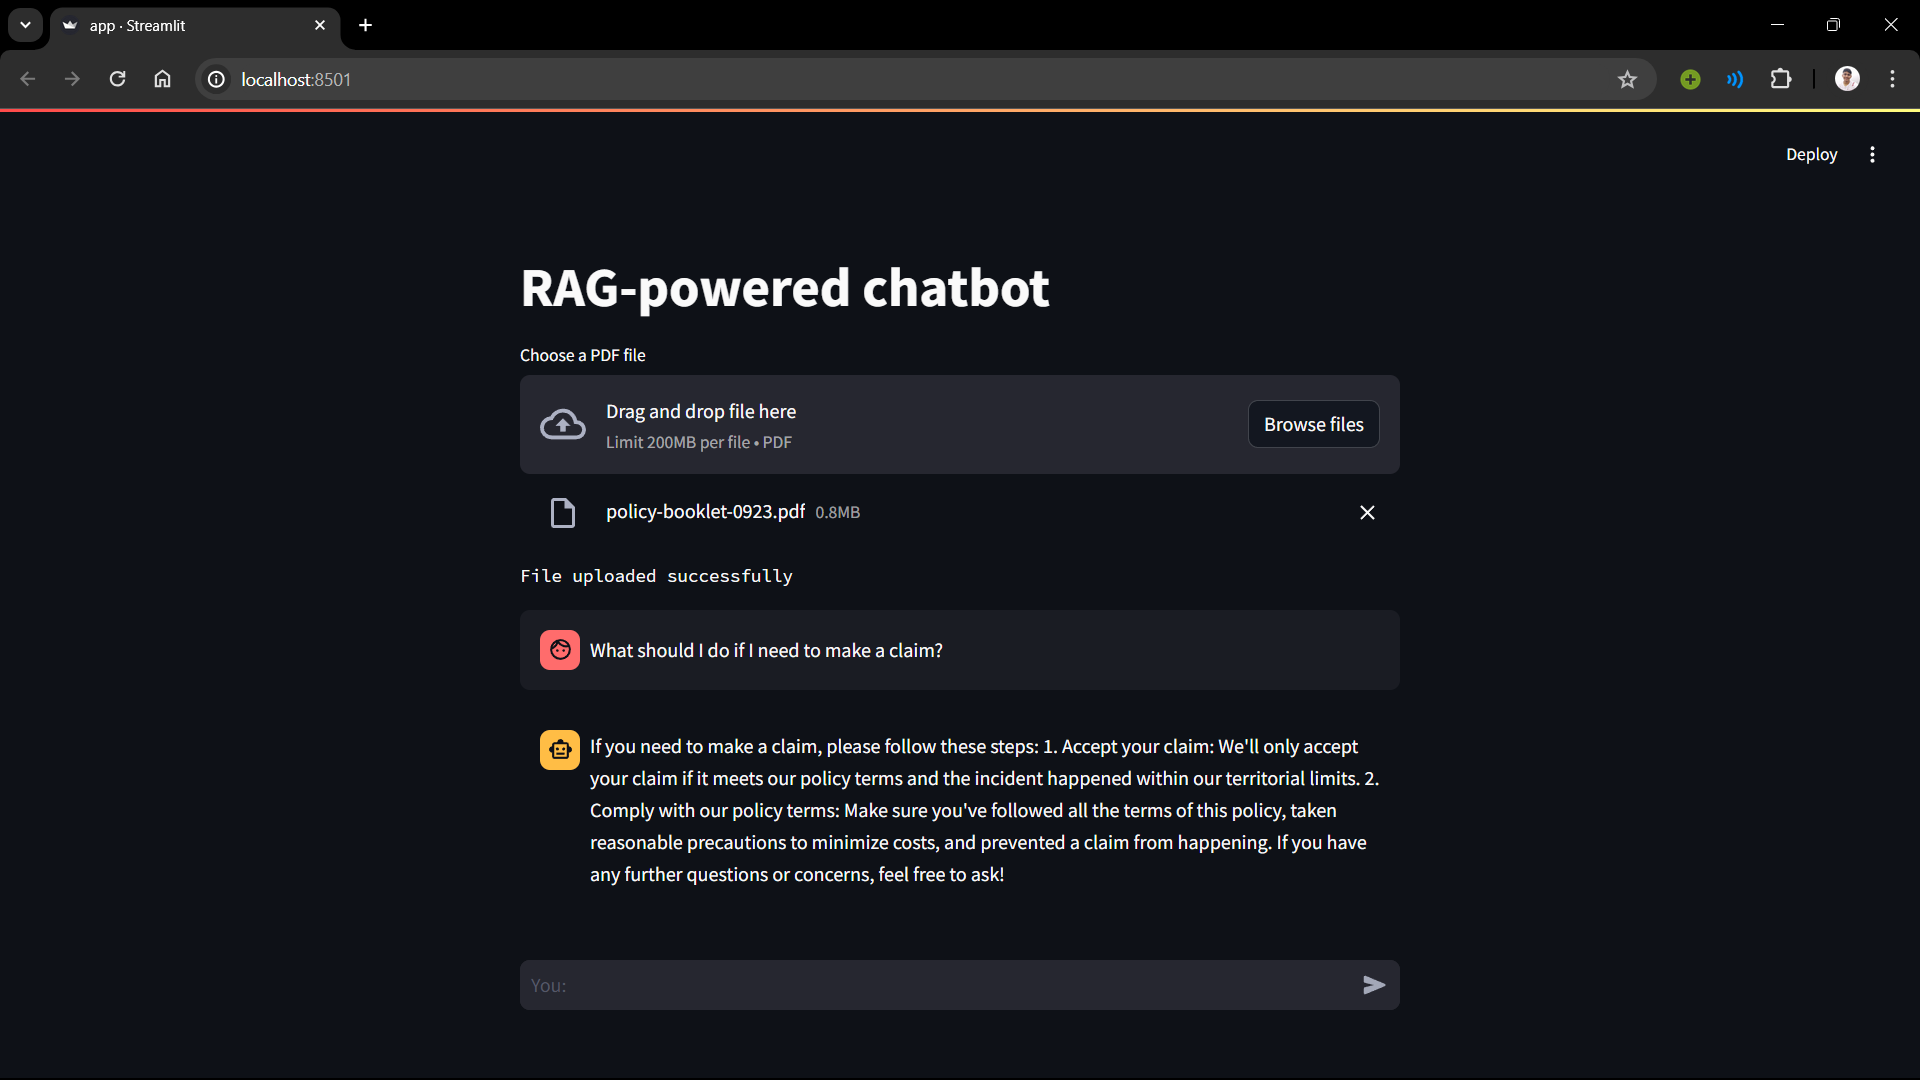 app · Streamlit
localhost:8501
Deploy
RAG-powered chatbot
Choose a PDF file
Drag and drop file here
Limit 200MB per file • PDF
Browse files
policy-booklet-0923.pdf 0.8MB
File uploaded successfully
What should I do if I need to make a claim?
If you need to make a claim, please follow these steps: 1. Accept your claim: We'll only accept
your claim if it meets our policy terms and the incident happened within our territorial limits. 2.
Comply with our policy terms: Make sure you've followed all the terms of this policy, taken
reasonable precautions to minimize costs, and prevented a claim from happening. If you have
any further questions or concerns, feel free to ask!
You: